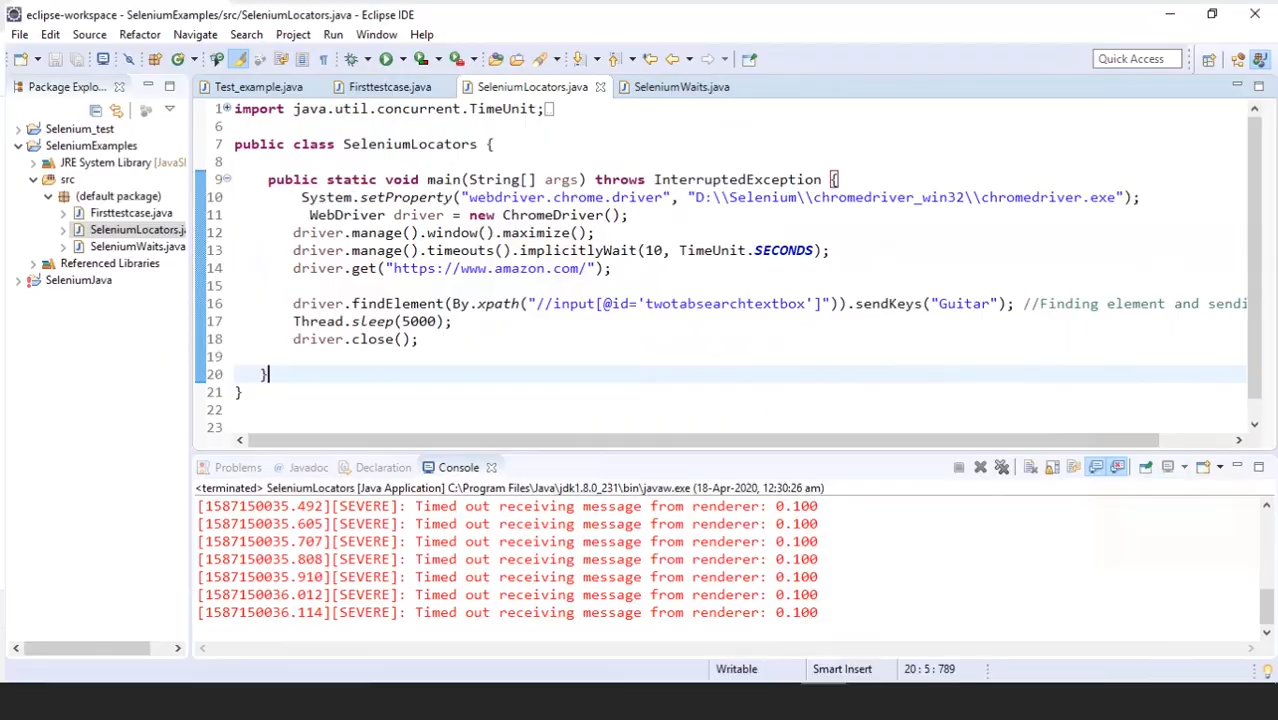 eclipse-workspace - SeleniumExamples/src/SeleniumLocators.java - Eclipse IDE
File Edit Source Refactor Navigate Search Project Run Window Help
Quick Access
Package Explo...
Test_example.java Firsttestcase.java SeleniumLocators.java SeleniumWaits.java
Selenium_test
SeleniumExamples
JRE System Library [JavaS
src
(default package)
Firsttestcase.java
SeleniumLocators.j
SeleniumWaits.java
Referenced Libraries
SeleniumJava
1 import java.util.concurrent.TimeUnit;
6
7 public class SeleniumLocators {
8
9 public static void main(String[] args) throws InterruptedException {
10 System.setProperty("webdriver.chrome.driver", "D:\\Selenium\\chromedriver_win32\\chromedriver.exe");
11 WebDriver driver = new ChromeDriver();
12 driver.manage().window().maximize();
13 driver.manage().timeouts().implicitlyWait(10, TimeUnit.SECONDS);
14 driver.get("https://www.amazon.com/");
15
16 driver.findElement(By.xpath("//input[@id='twotabsearchtextbox']")).sendKeys("Guitar"); //Finding element and sendi
17 Thread.sleep(5000);
18 driver.close();
19
20 }
21 }
22
23
Problems Javadoc Declaration Console
<terminated> SeleniumLocators [Java Application] C:\Program Files\Java\jdk1.8.0_231\bin\javaw.exe (18-Apr-2020, 12:30:26 am)
[1587150035.492][SEVERE]: Timed out receiving message from renderer: 0.100
[1587150035.605][SEVERE]: Timed out receiving message from renderer: 0.100
[1587150035.707][SEVERE]: Timed out receiving message from renderer: 0.100
[1587150035.808][SEVERE]: Timed out receiving message from renderer: 0.100
[1587150035.910][SEVERE]: Timed out receiving message from renderer: 0.100
[1587150036.012][SEVERE]: Timed out receiving message from renderer: 0.100
[1587150036.114][SEVERE]: Timed out receiving message from renderer: 0.100
Writable Smart Insert 20 : 5 : 789